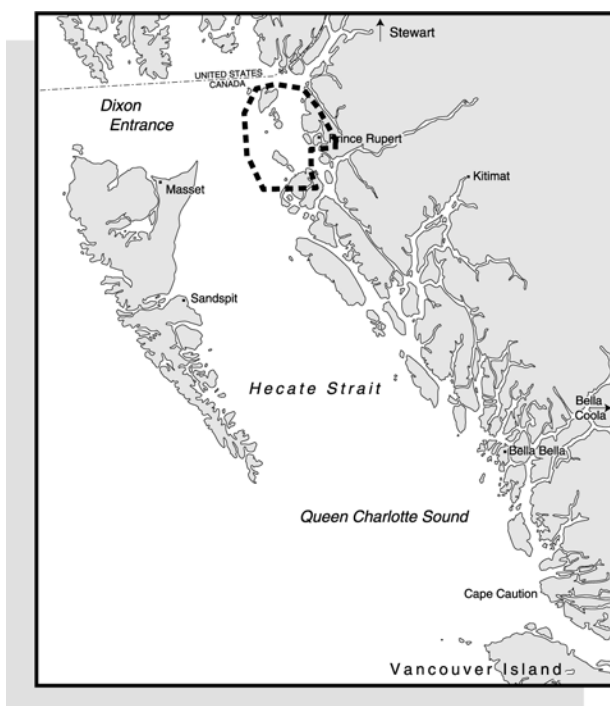 Stewart
UNITED STATES
CANADA
Dixon
Entrance
Prince Rupert
Masset
Kitimat
Sandspit
Hecate Strait
Bella
Coola
Bella Bella
Queen Charlotte Sound
Cape Caution
Vancouver Island